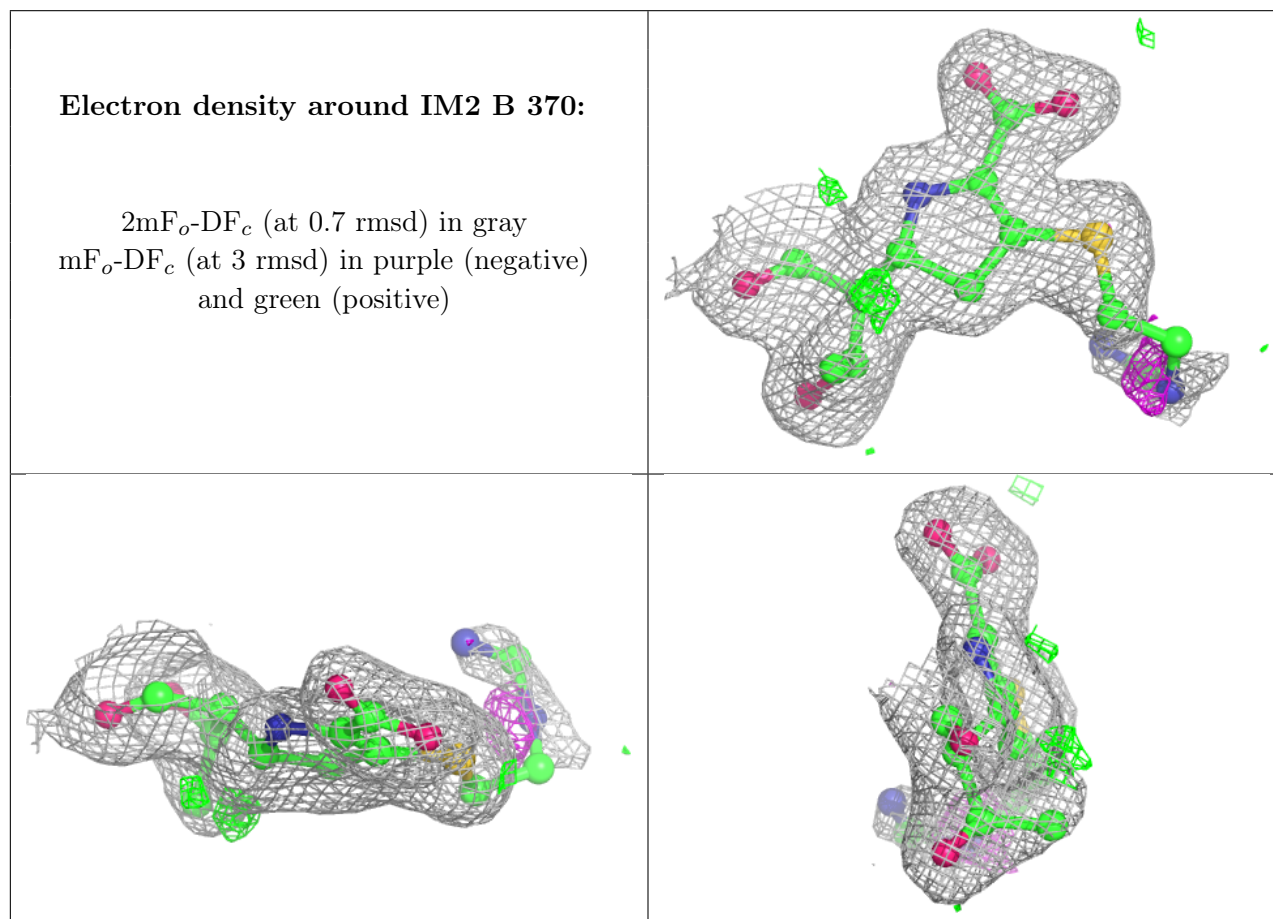 Electron density around IM2 B 370:
2mFo-DFc (at 0.7 rmsd) in gray
mFo-DFc (at 3 rmsd) in purple (negative)
and green (positive)